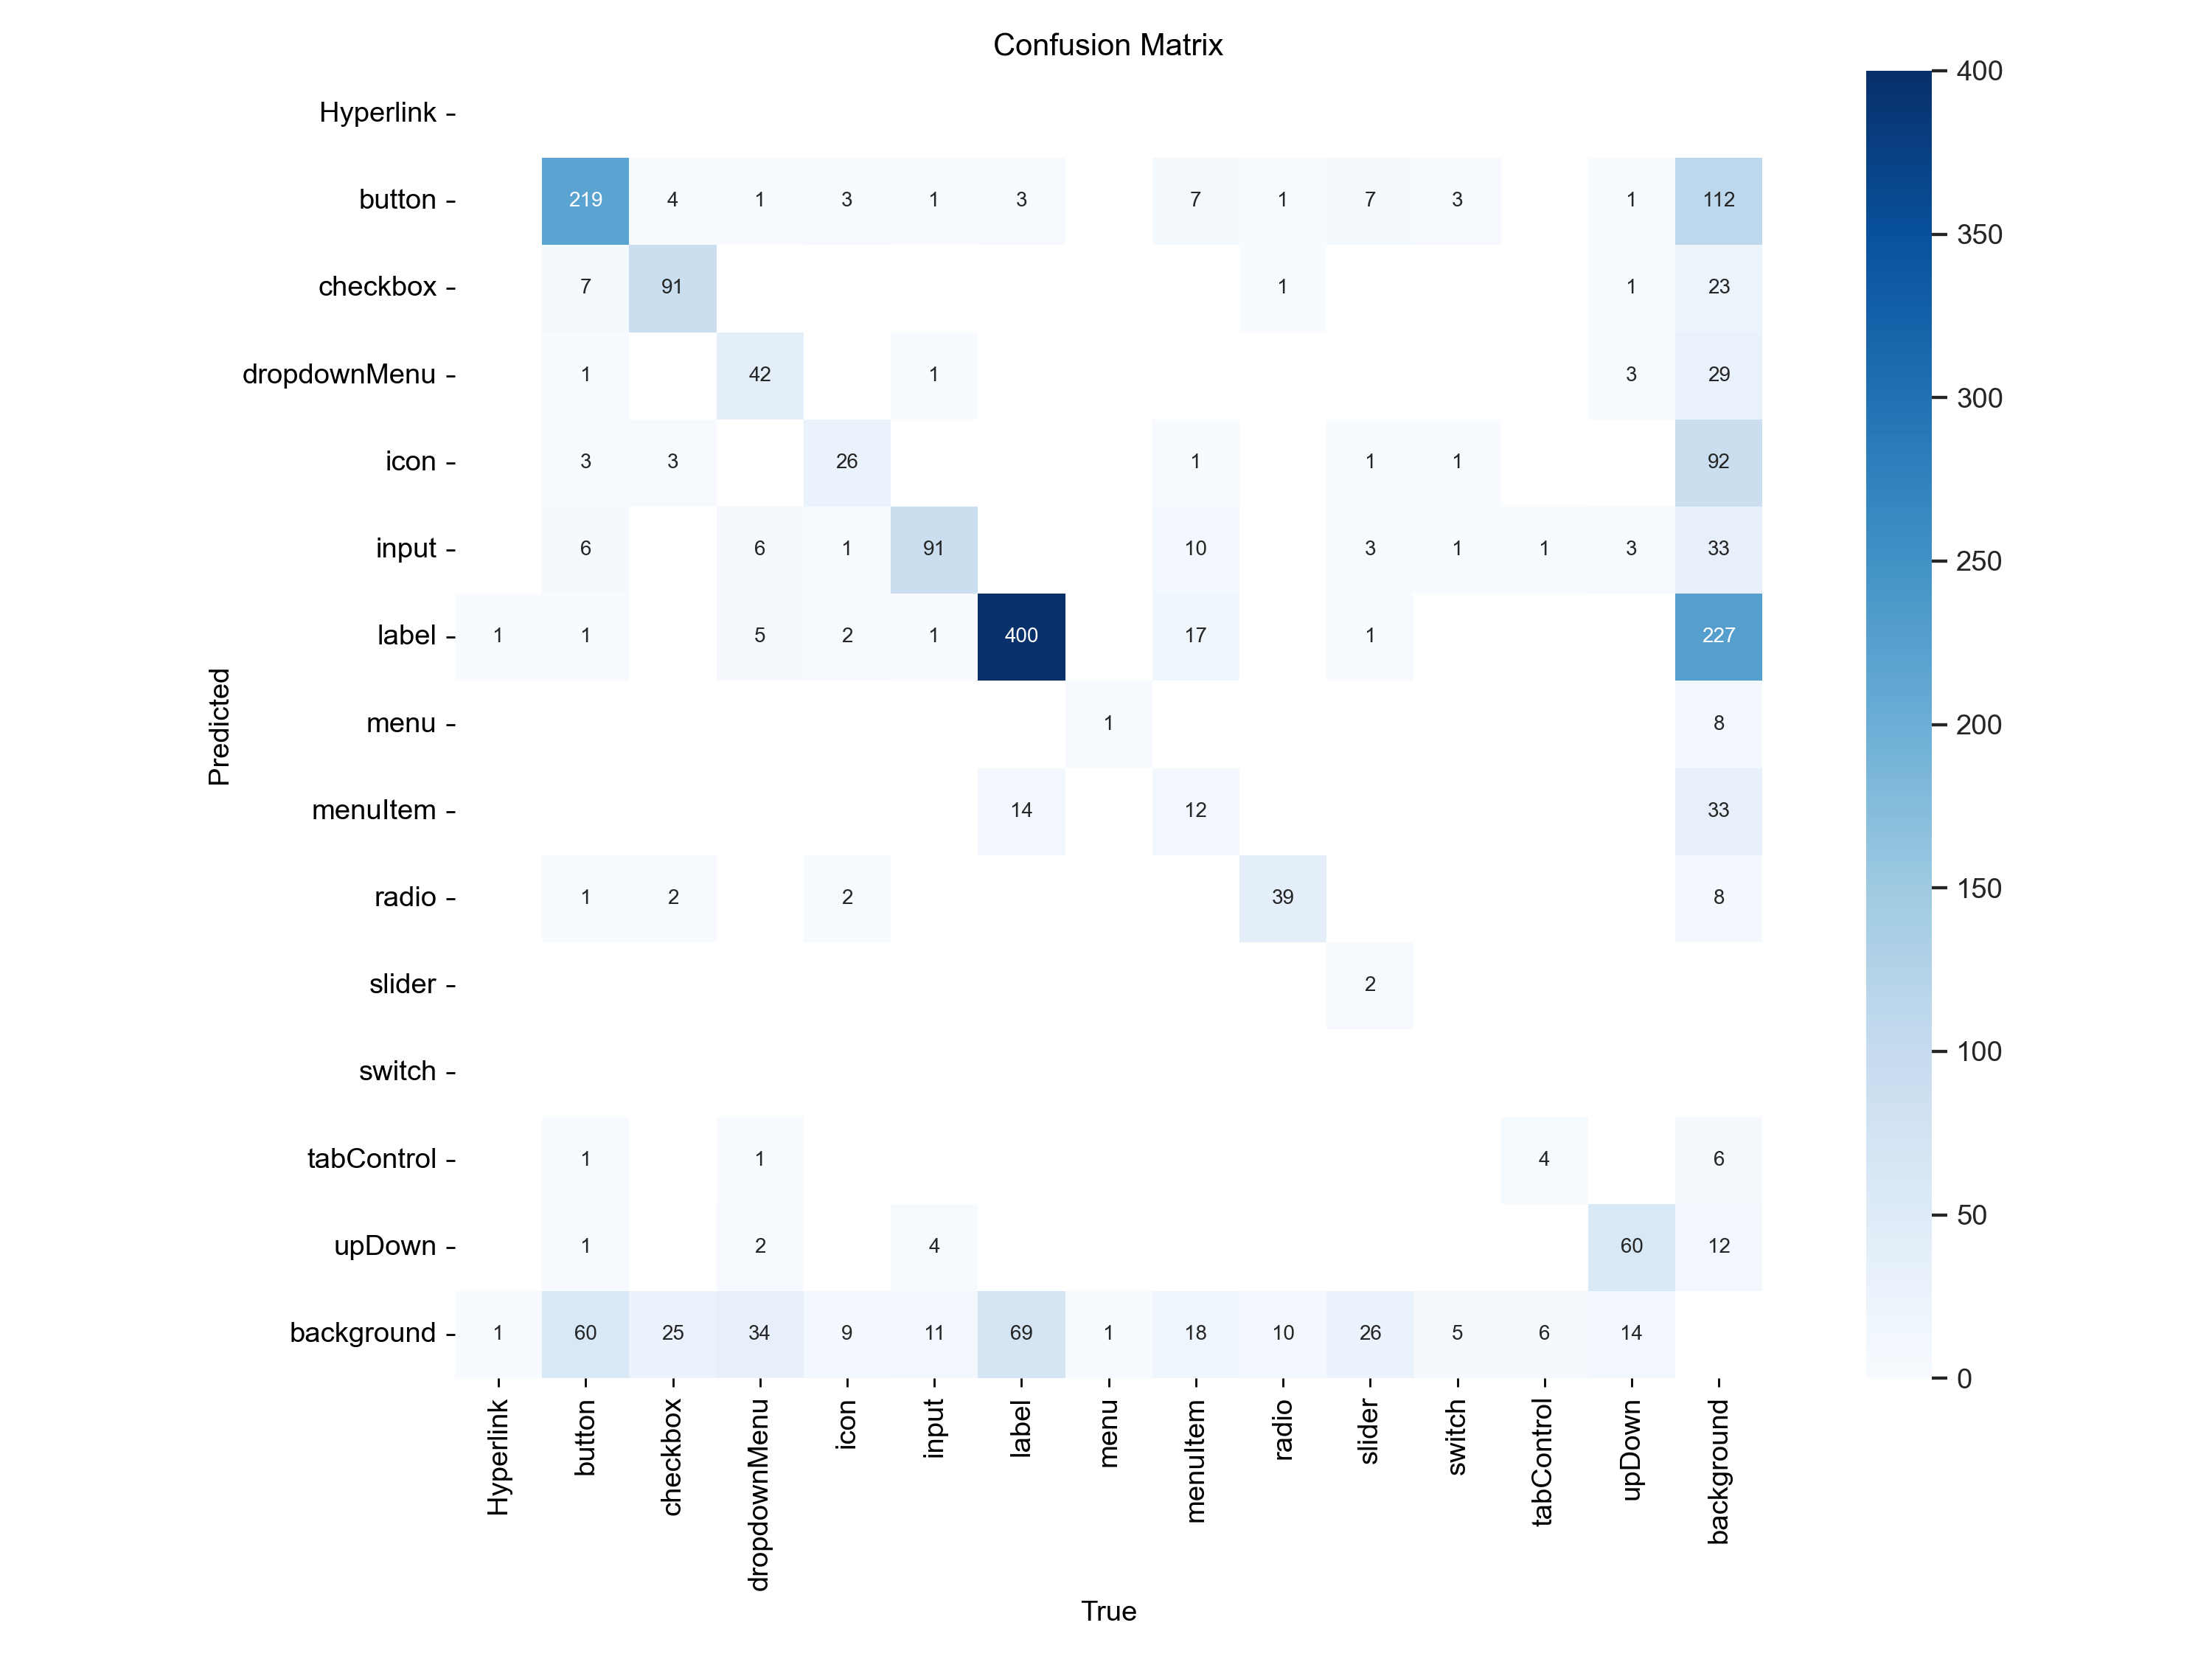 Confusion Matrix
Hyperlink
button 219 4 1 3 1 3 7 1 7 3 1 112
checkbox 7 91 1 1 23
dropdownMenu 1 42 1 3 29
icon 3 3 26 1 1 1 92
input 6 6 1 91 10 3 1 1 3 33
label 1 1 5 2 1 400 17 1 227
menu 1 8
menuItem 14 12 33
radio 1 2 2 39 8
slider 2
switch
tabControl 1 1 4 6
upDown 1 2 4 60 12
background 1 60 25 34 9 11 69 1 18 10 26 5 6 14
Predicted
Hyperlink button checkbox dropdownMenu icon input label menu menuItem radio slider switch tabControl upDown background
True
400
350
300
250
200
150
100
50
0